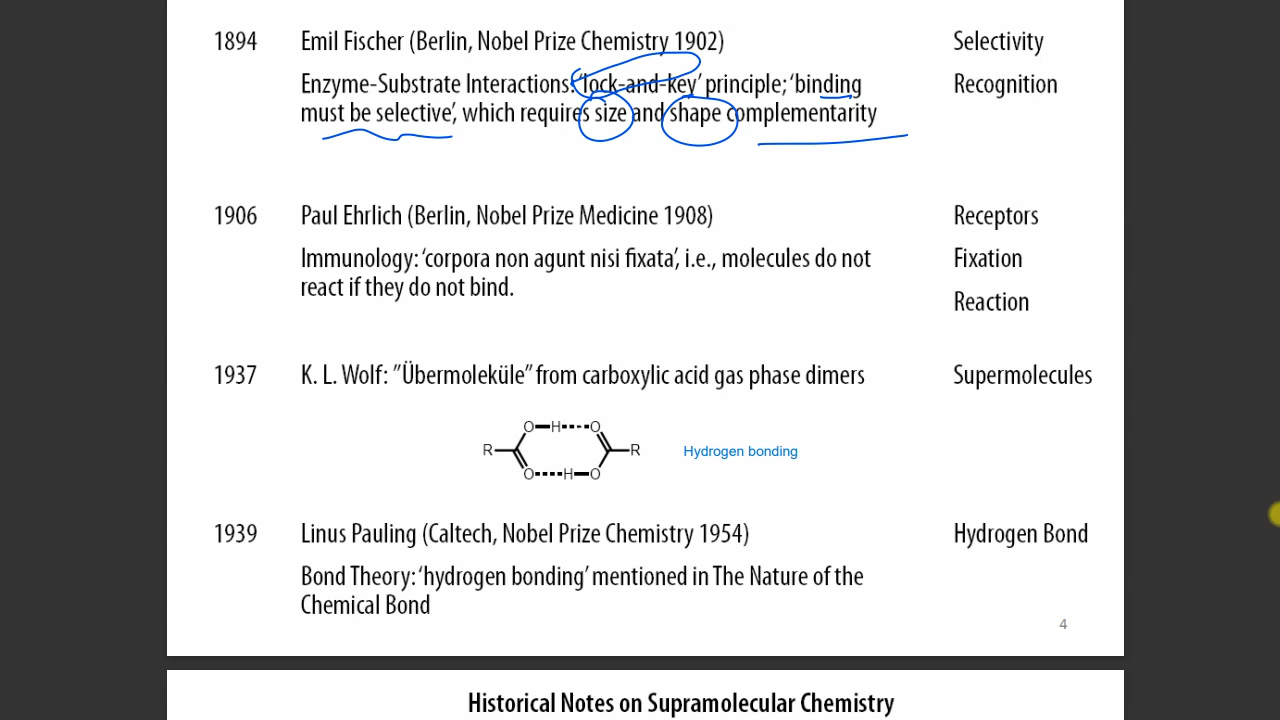 1894 Emil Fischer (Berlin, Nobel Prize Chemistry 1902) Selectivity
Enzyme-Substrate Interactions: ‘lock-and-key’ principle; ‘binding Recognition
must be selective’, which requires size and shape complementarity
1906 Paul Ehrlich (Berlin, Nobel Prize Medicine 1908) Receptors
Immunology: ‘corpora non agunt nisi fixata’, i.e., molecules do not Fixation
react if they do not bind.
Reaction
1937 K. L. Wolf: ”Übermoleküle” from carboxylic acid gas phase dimers Supermolecules
O H O
R R Hydrogen bonding
O H O
1939 Linus Pauling (Caltech, Nobel Prize Chemistry 1954) Hydrogen Bond
Bond Theory: ‘hydrogen bonding’ mentioned in The Nature of the
Chemical Bond
4
Historical Notes on Supramolecular Chemistry